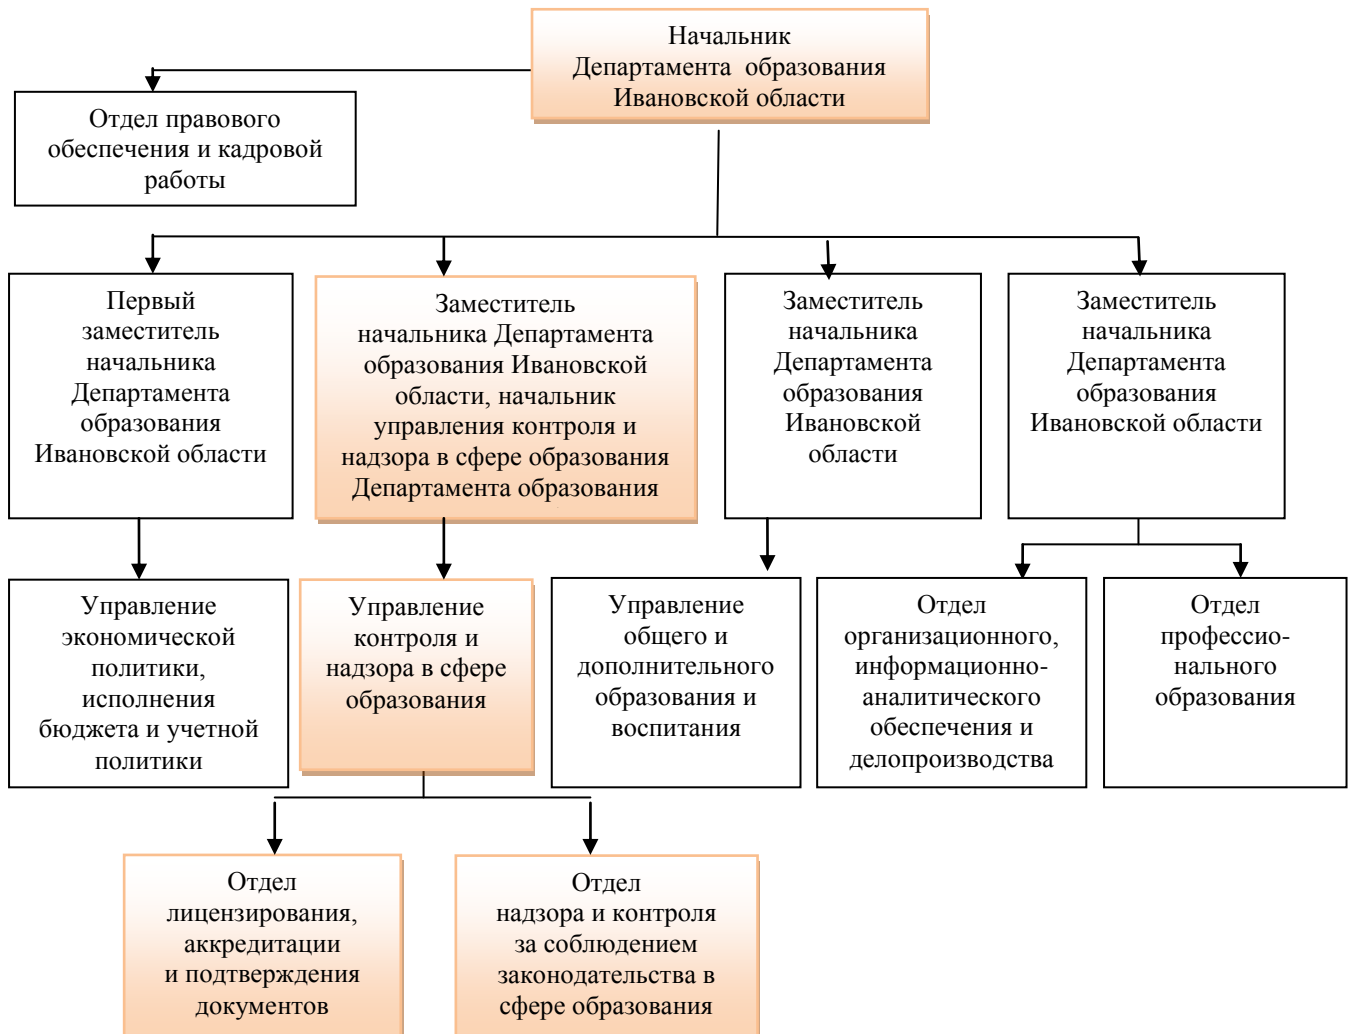 Начальник
Департамента образования
Ивановской области
Отдел правового
обеспечения и кадровой
работы
Первый
заместитель
начальника
Департамента
образования
Ивановской области
Заместитель
начальника Департамента
образования Ивановской
области, начальник
управления контроля и
надзора в сфере образования
Департамента образования
Заместитель
начальника
Департамента
образования
Ивановской
области
Заместитель
начальника
Департамента
образования
Ивановской области
Управление
экономической
политики,
исполнения
бюджета и учетной
политики
Управление
контроля и
надзора в сфере
образования
Управление
общего и
дополнительного
образования и
воспитания
Отдел
организационного,
информационно-
аналитического
обеспечения и
делопроизводства
Отдел
профессио-
нального
образования
Отдел
лицензирования,
аккредитации
и подтверждения
документов
Отдел
надзора и контроля
за соблюдением
законодательства в
сфере образования